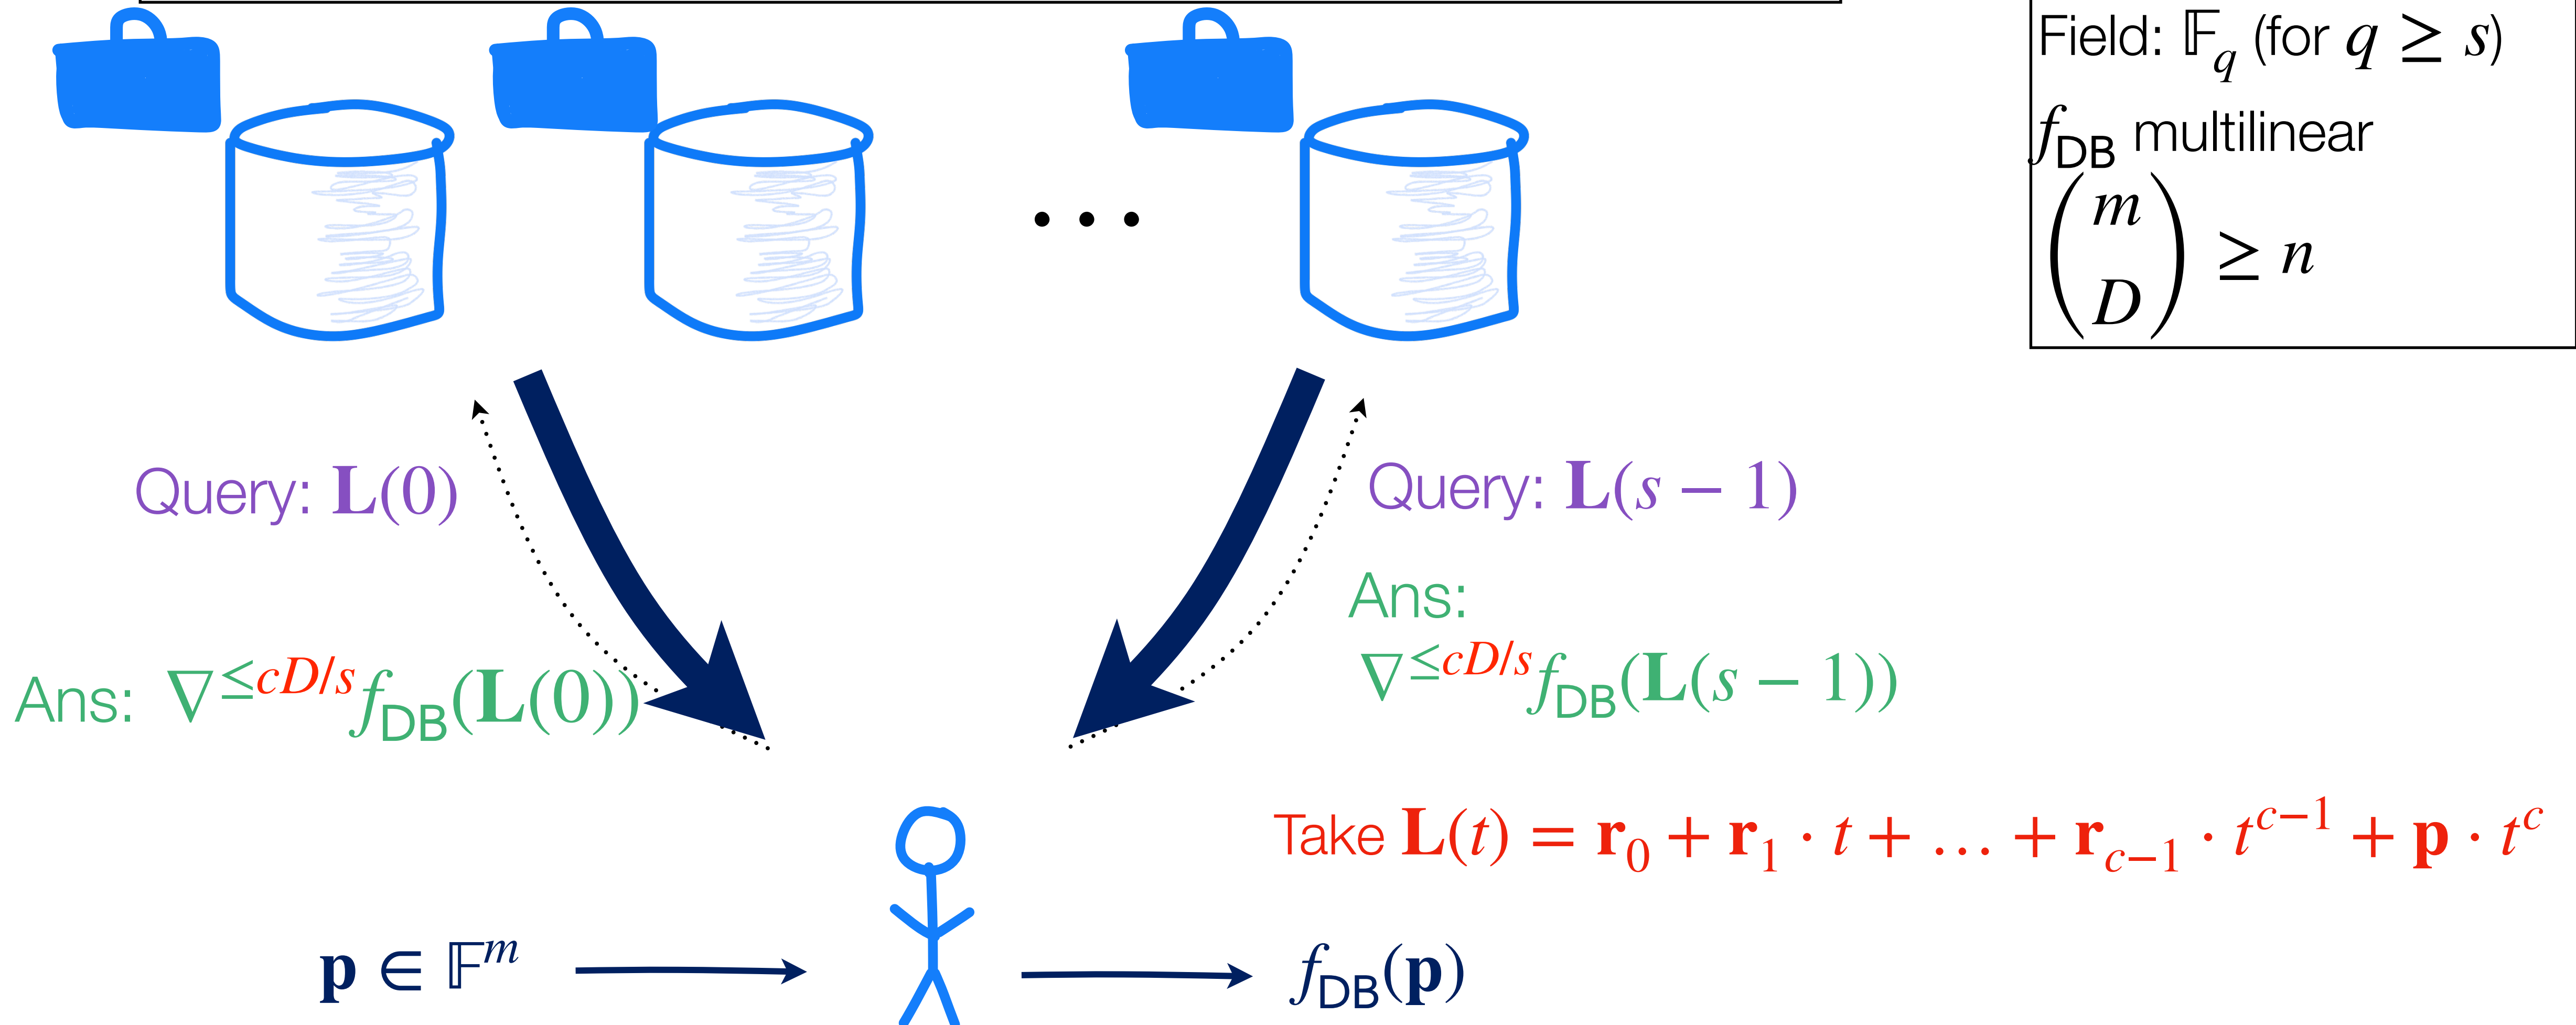 Field: 𝔽_q (for q ≥ s)
f_DB multilinear
(m D) ≥ n
. . .
Query: L(0)
Query: L(s − 1)
Ans: ∇^{≤cD/s} f_DB(L(0))
Ans:
∇^{≤cD/s} f_DB(L(s − 1))
Take L(t) = r_0 + r_1 · t + … + r_{c−1} · t^{c−1} + p · t^c
p ∈ 𝔽^m
f_DB(p)